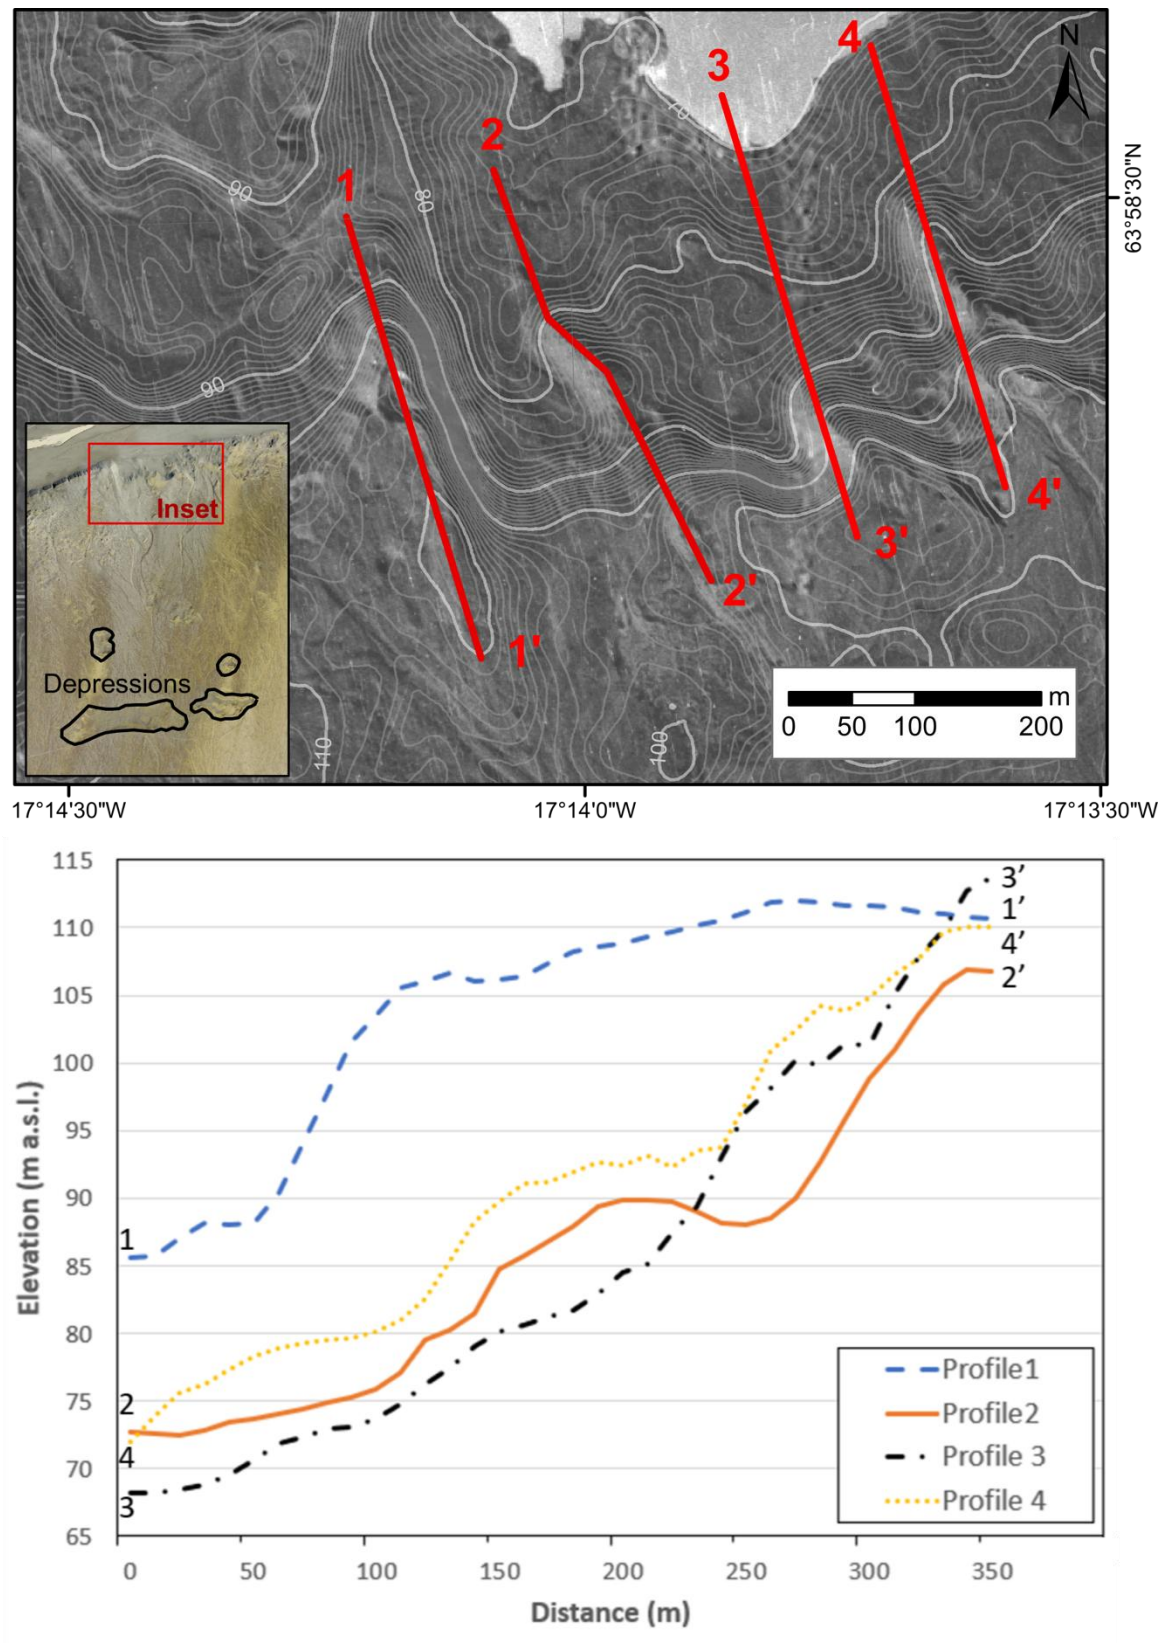 4
N
3
70
2
63°58'30"N
1
90
80
90
Inset
4'
3'
2'
1'
Depressions
m
0 50 100 200
110
100
17°14'30"W 17°14'0"W 17°13'30"W
115
110
105
100
95
90
85
80
75
70
65
Elevation (m a.s.l.)
3’
1’
4’
2’
1
2
4
3
Profile1
Profile2
Profile 3
Profile 4
0 50 100 150 200 250 300 350
Distance (m)